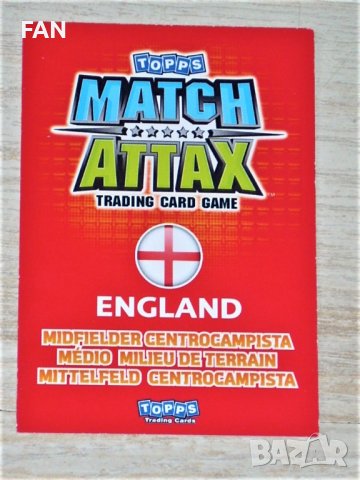 FAN
TOPPS
MATCH
ATTAX
TRADING CARD GAME
ENGLAND
MIDFIELDER CENTROCAMPISTA
MÉDIO MILIEU DE TERRAIN
MITTELFELD CENTROCAMPISTA
TOPPS
Trading Cards
BAZAR